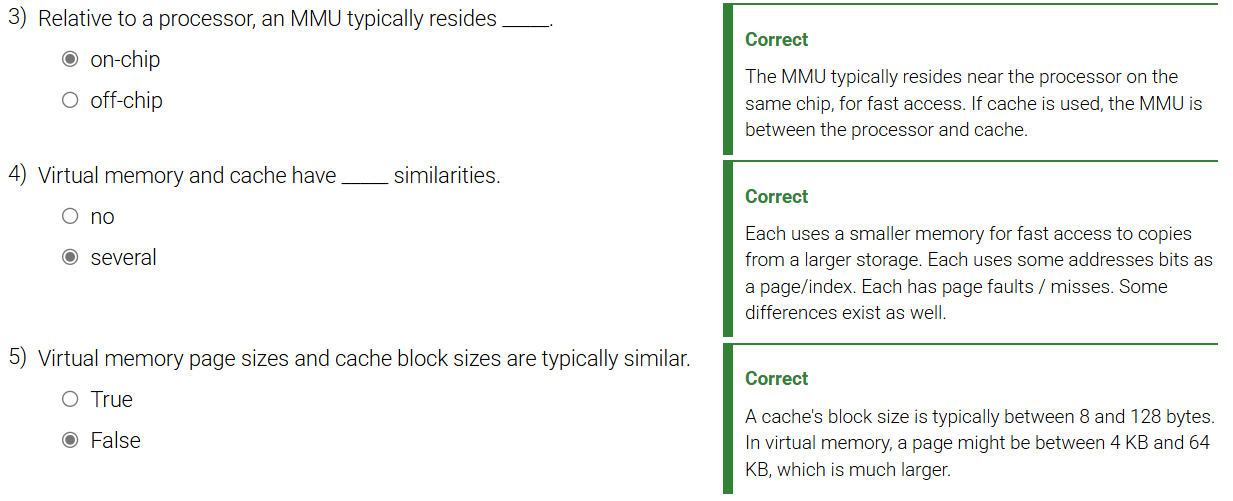 3) Relative to a processor, an MMU typically resides _____.
on-chip
off-chip
Correct
The MMU typically resides near the processor on the
same chip, for fast access. If cache is used, the MMU is
between the processor and cache.
4) Virtual memory and cache have _____ similarities.
no
several
Correct
Each uses a smaller memory for fast access to copies
from a larger storage. Each uses some addresses bits as
a page/index. Each has page faults / misses. Some
differences exist as well.
5) Virtual memory page sizes and cache block sizes are typically similar.
True
False
Correct
A cache's block size is typically between 8 and 128 bytes.
In virtual memory, a page might be between 4 KB and 64
KB, which is much larger.